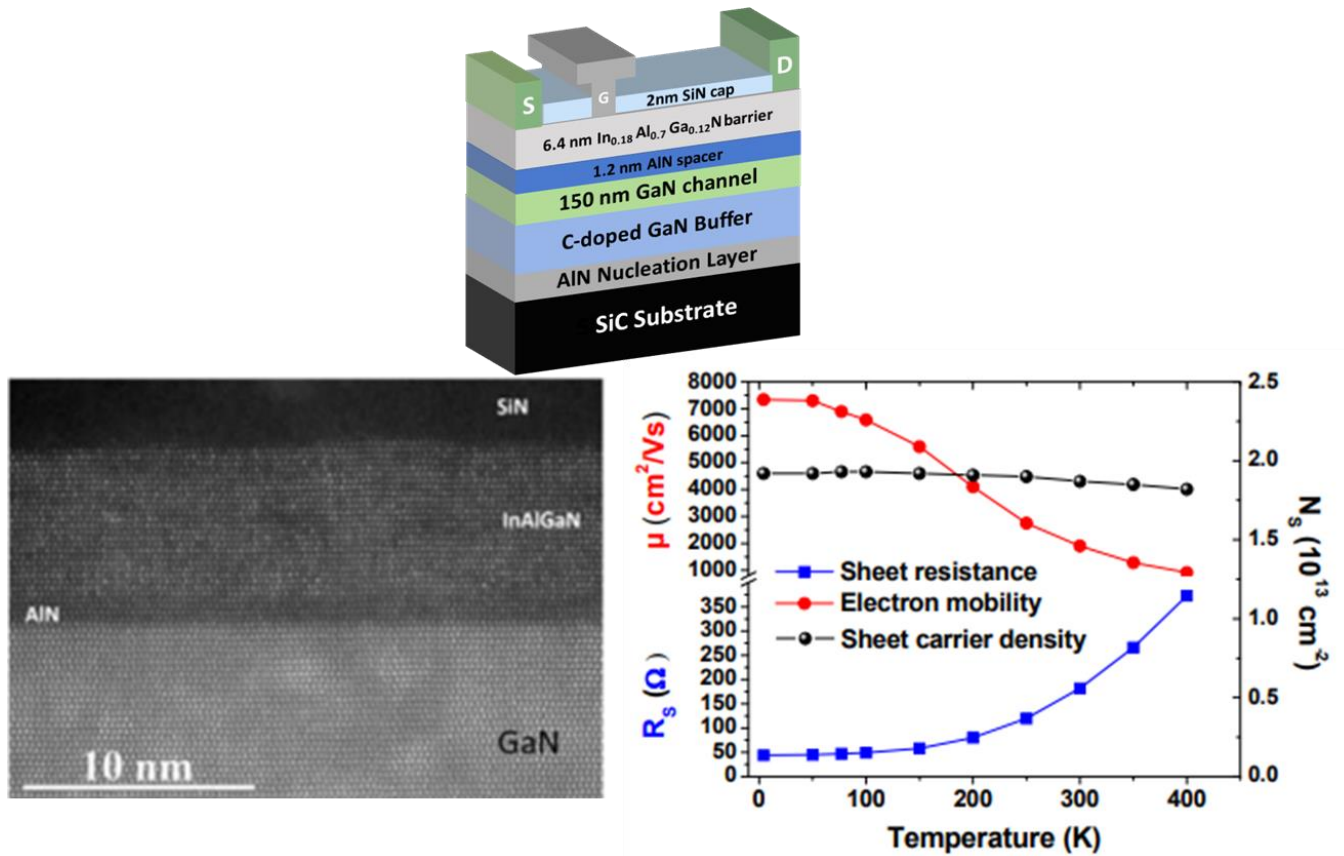 S
G
D
2nm SiN cap
6.4 nm In0.18 Al0.7 Ga0.12N barrier
1.2 nm AlN spacer
150 nm GaN channel
C-doped GaN Buffer
AlN Nucleation Layer
SiC Substrate
SiN
InAlGaN
AlN
GaN
10 nm
μ (cm²/Vs)
8000
7000
6000
5000
4000
3000
2000
1000
RS (Ω)
350
300
250
200
150
100
50
0
Sheet resistance
Electron mobility
Sheet carrier density
2.5
2.0
1.5
1.0
0.5
0.0
NS (10¹³ cm⁻²)
0
100
200
300
400
Temperature (K)